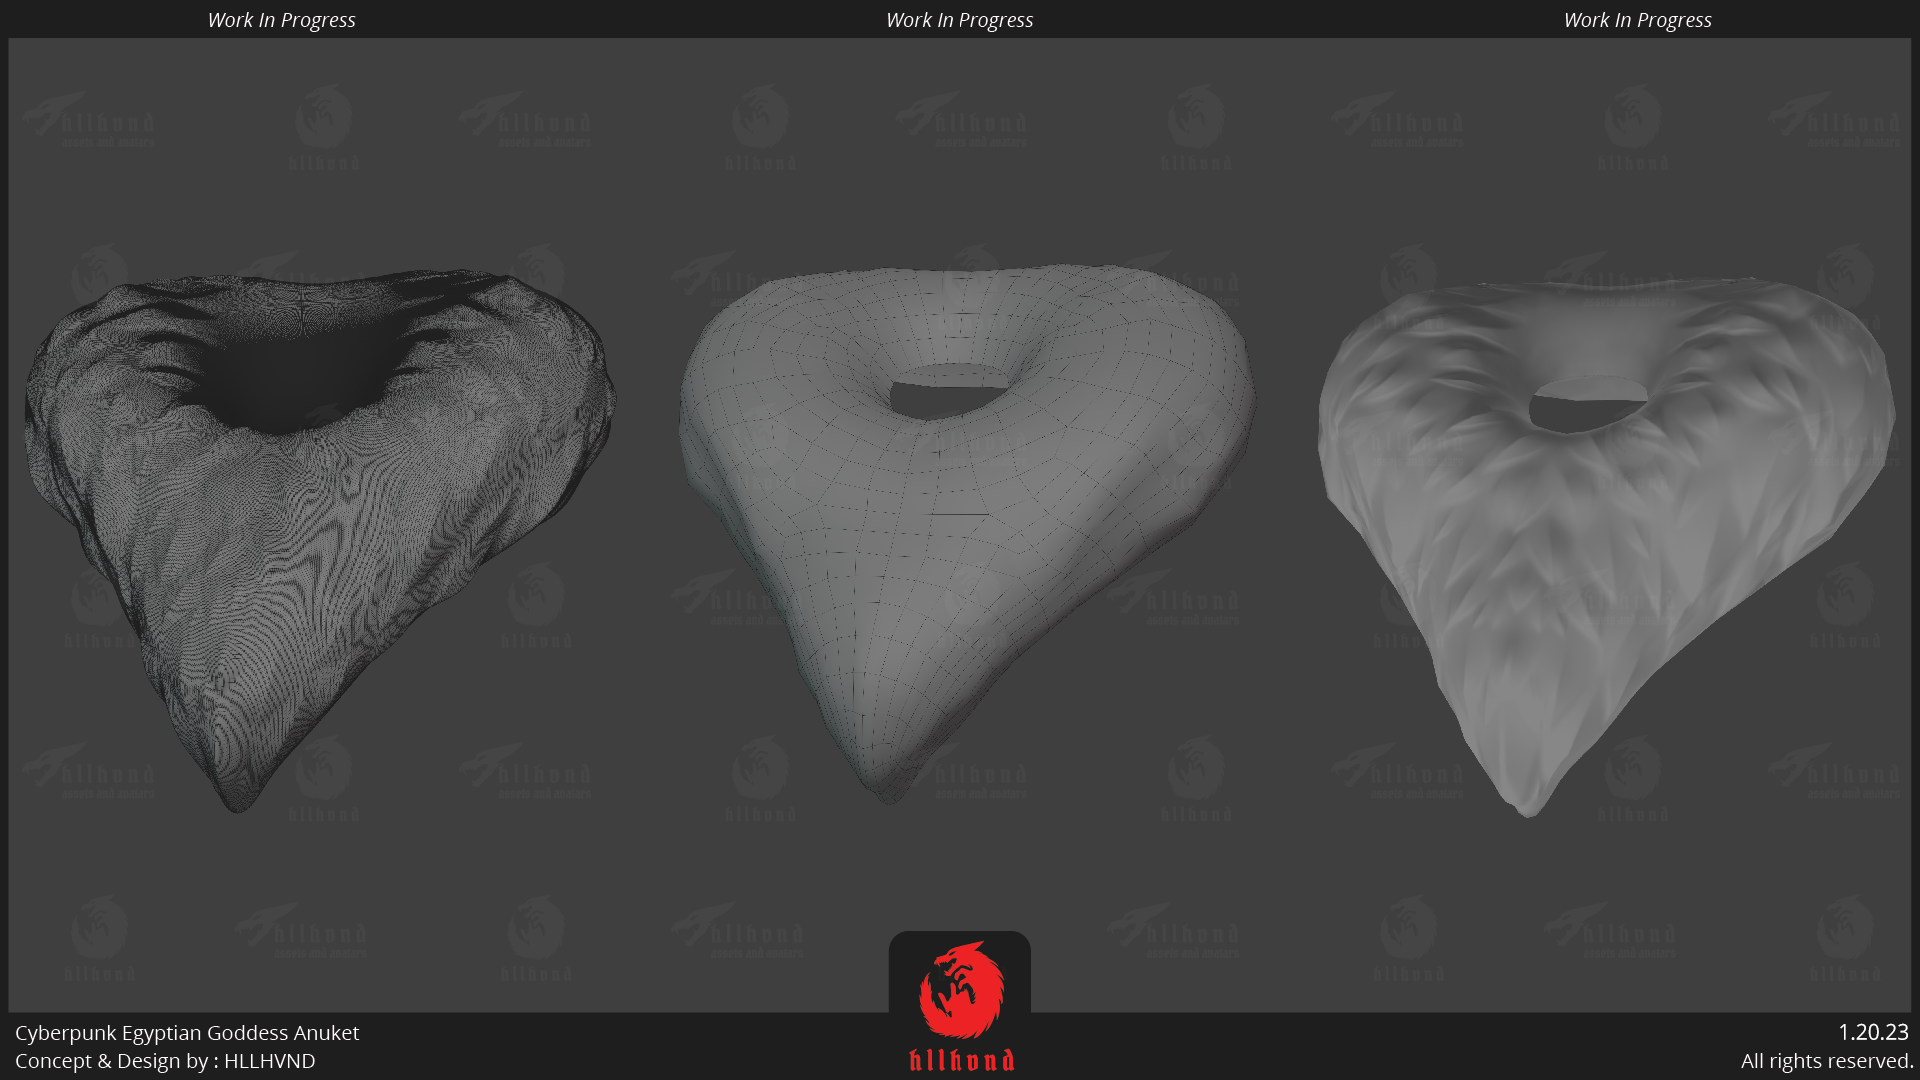 Work In Progress
Work In Progress
Work In Progress
Cyberpunk Egyptian Goddess Anuket
Concept & Design by : HLLHVND
hllhvnd
1.20.23
All rights reserved.